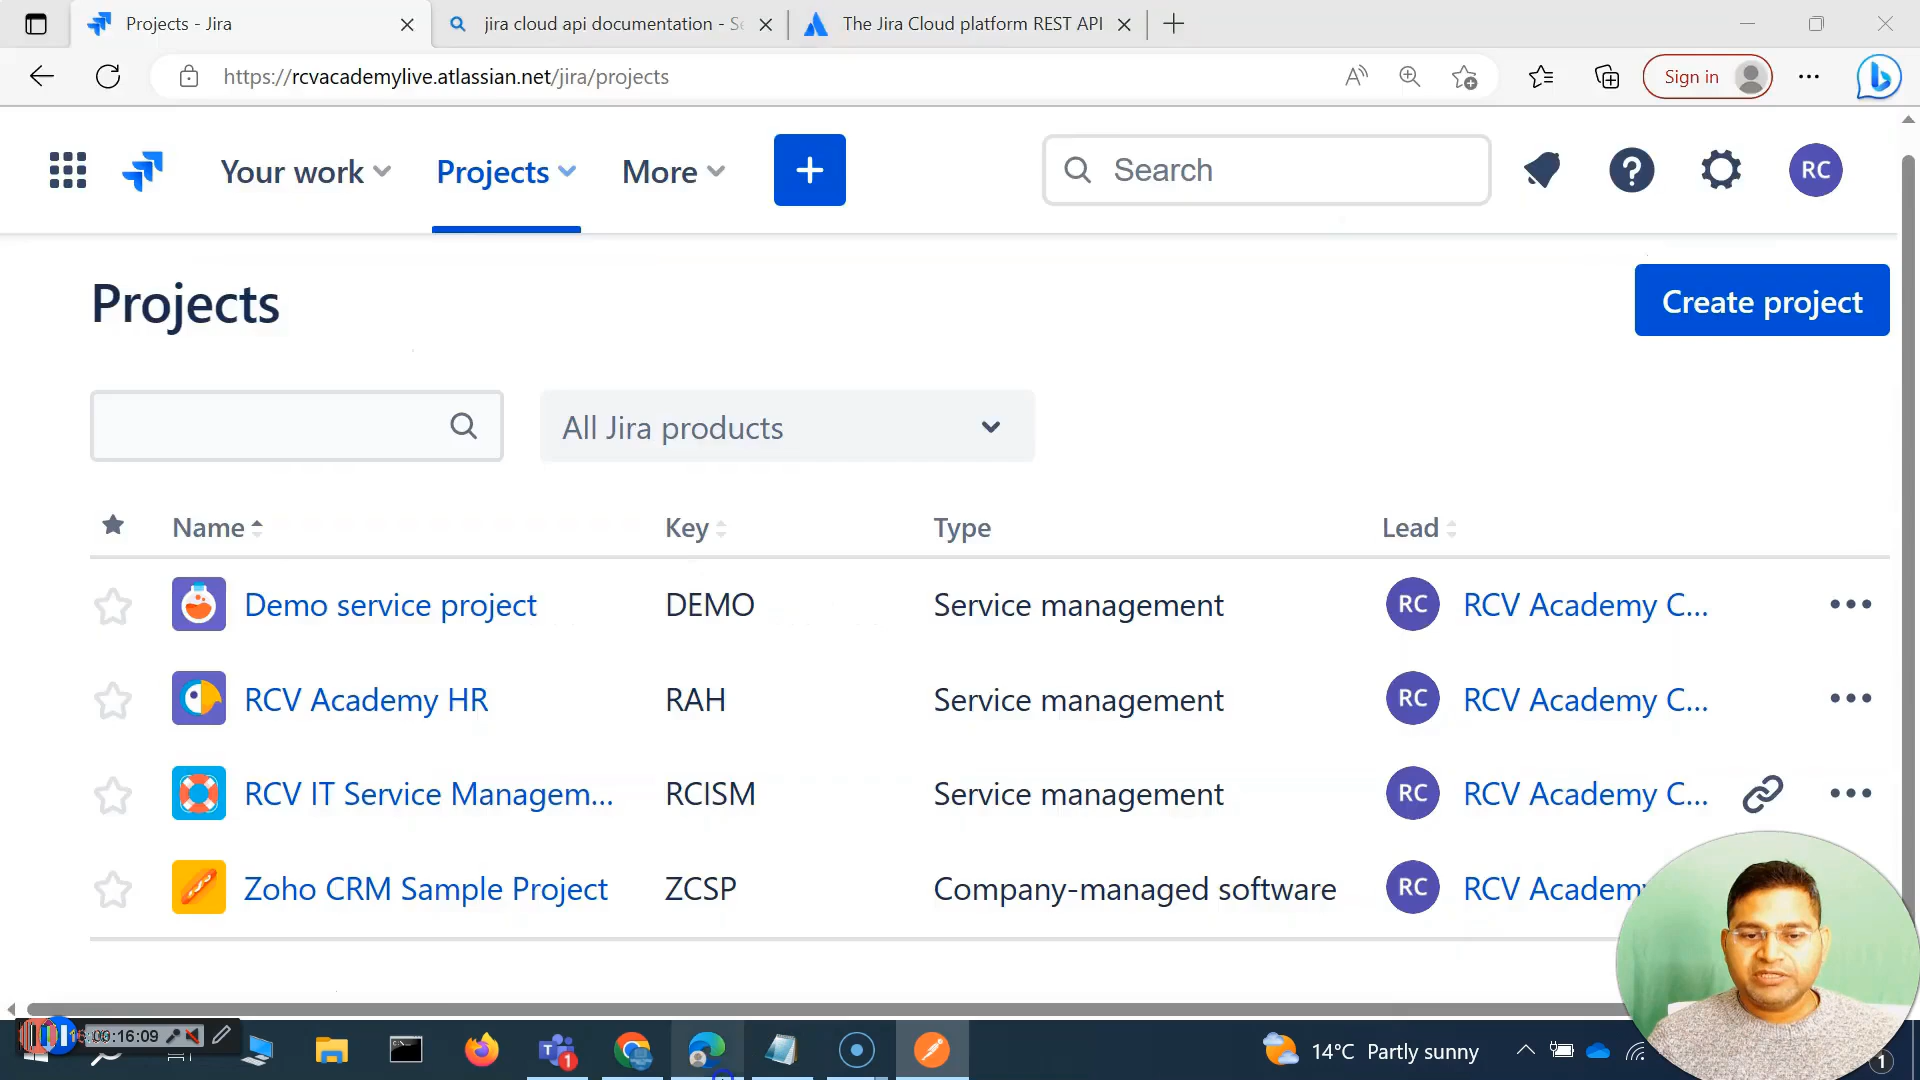 Projects - Jira
jira cloud api documentation - Se
The Jira Cloud platform REST API
https://rcvacademylive.atlassian.net/jira/projects
Sign in
Your work
Projects
More
Search
RC
Projects
Create project
All Jira products
Name
Key
Type
Lead
Demo service project
DEMO
Service management
RC
RCV Academy C...
RCV Academy HR
RAH
Service management
RC
RCV Academy C...
RCV IT Service Managem...
RCISM
Service management
RC
RCV Academy C...
Zoho CRM Sample Project
ZCSP
Company-managed software
RC
RCV Academy
00:16:09
1
14°C Partly sunny
1